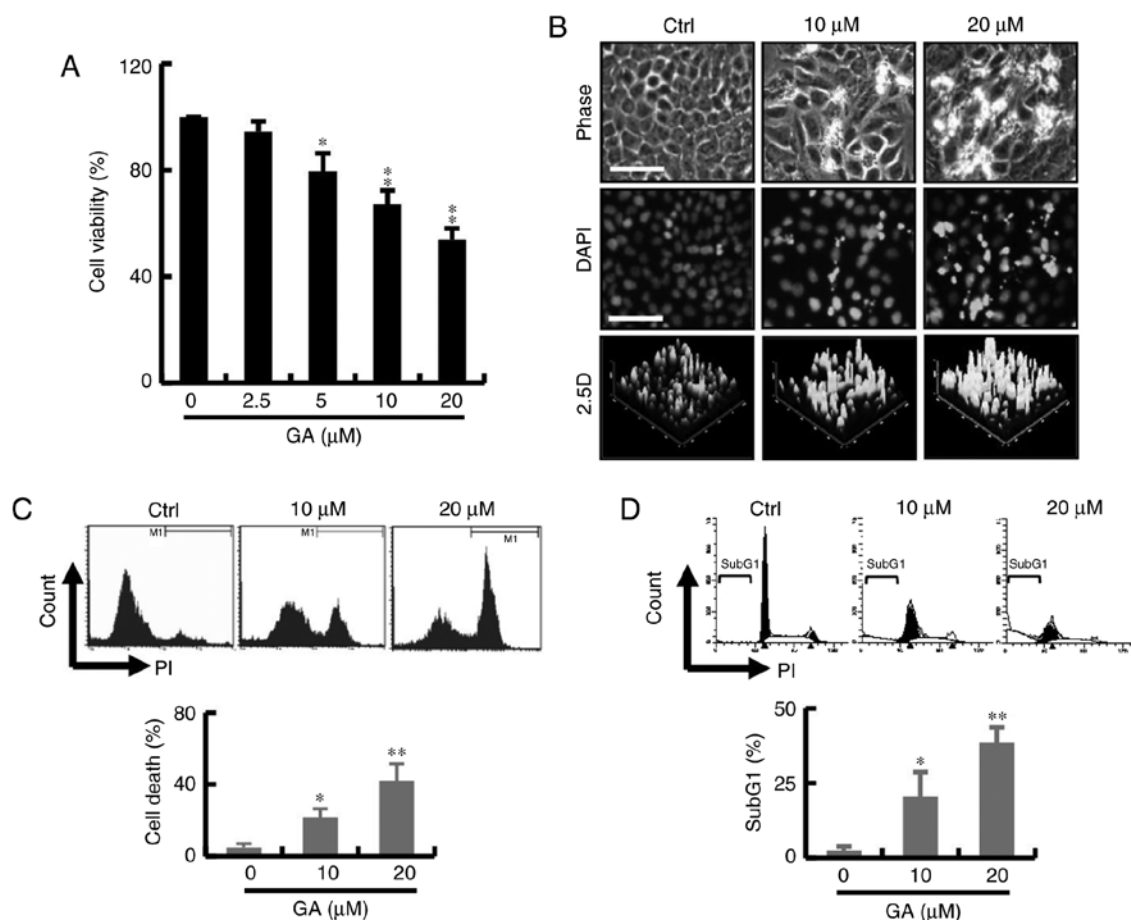 A
120
80
40
0
Cell viability (%)
*
**
**
0 2.5 5 10 20
GA (μM)
B
Ctrl 10 μM 20 μM
Phase
DAPI
2.5D
C
Ctrl 10 μM 20 μM
M1 M1 M1
Count
PI
80
40
0
Cell death (%)
*
**
0 10 20
GA (μM)
D
Ctrl 10 μM 20 μM
SubG1 SubG1 SubG1
Count
PI
50
25
0
SubG1 (%)
*
**
0 10 20
GA (μM)